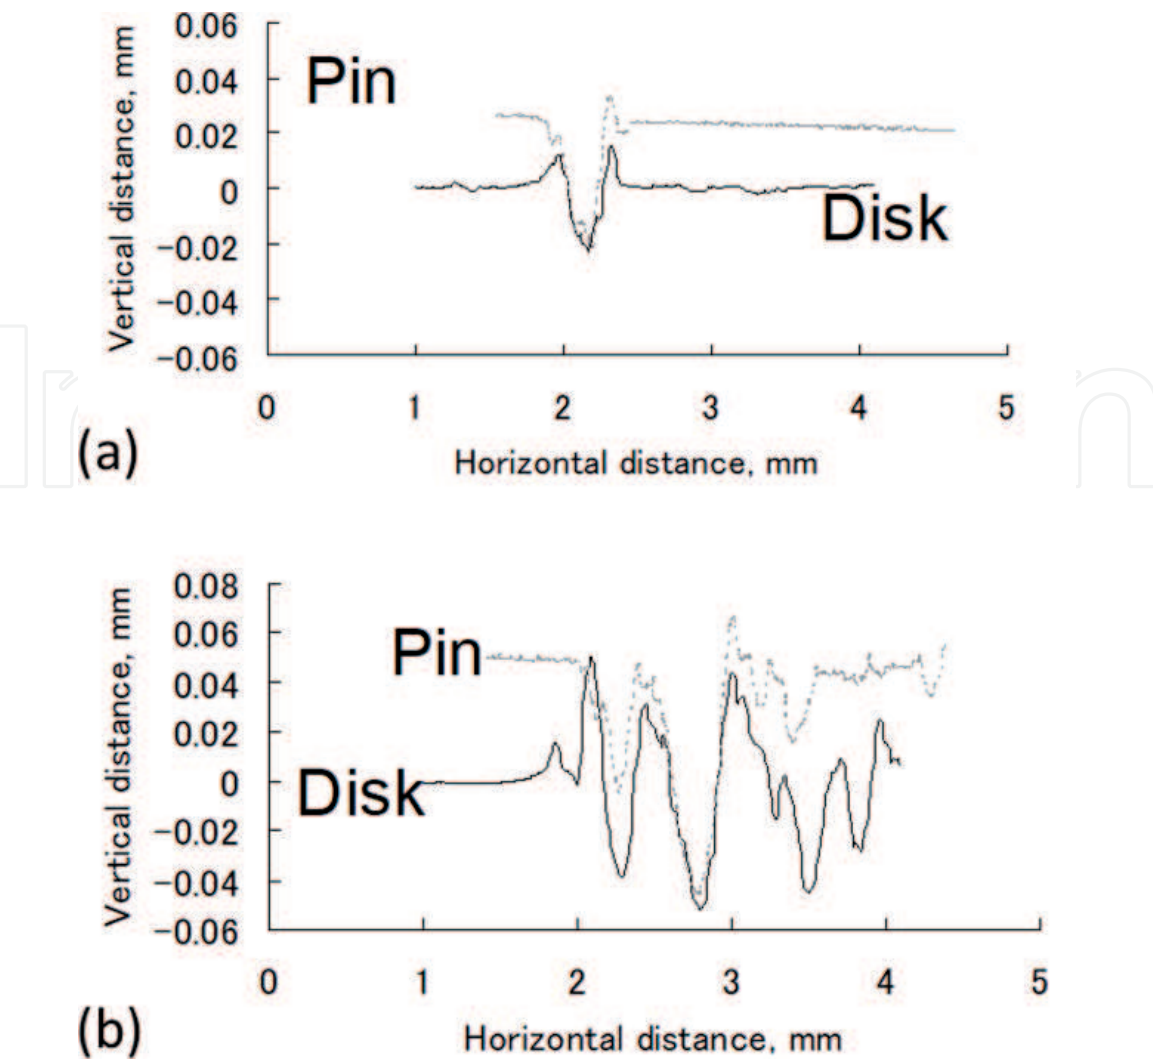 0.06
0.04
0.02
0
−0.02
−0.04
−0.06
Vertical distance, mm
Pin
Disk
0 1 2 3 4 5
Horizontal distance, mm
(a)
0.08
0.06
0.04
0.02
0
−0.02
−0.04
−0.06
Vertical distance, mm
Pin
Disk
0 1 2 3 4 5
Horizontal distance, mm
(b)